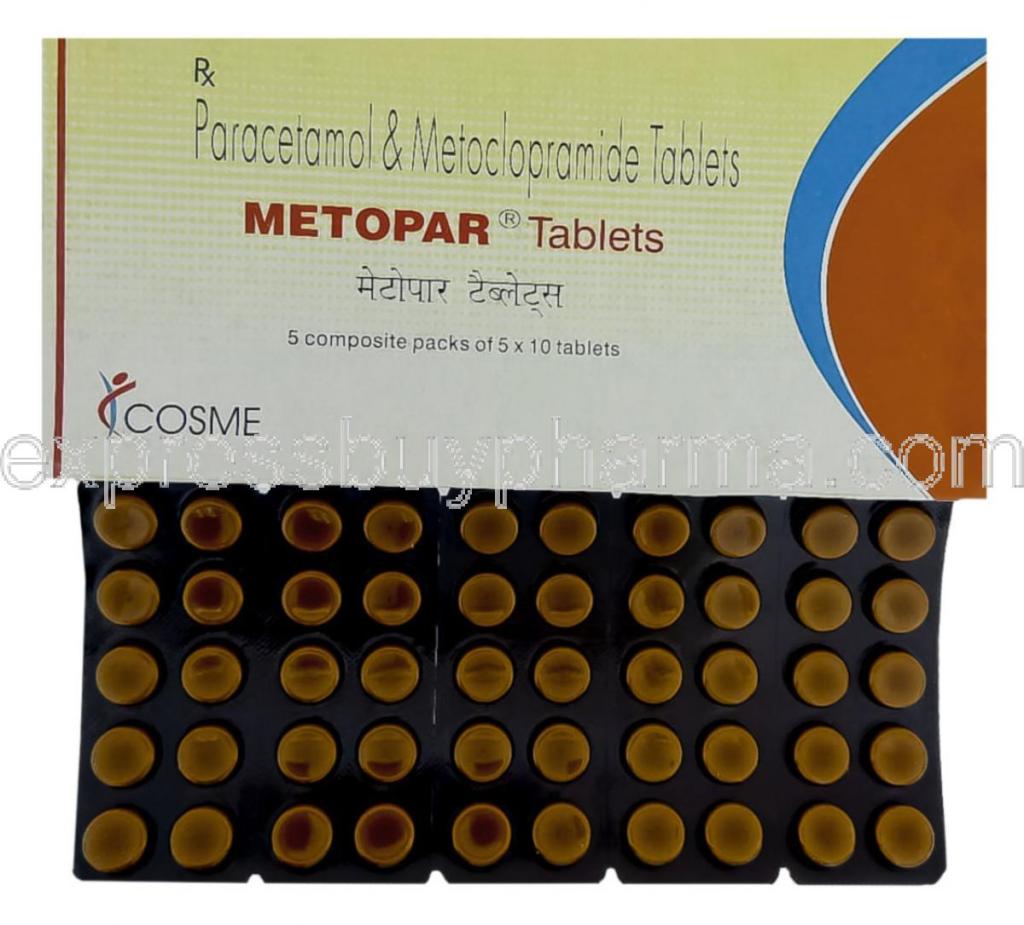 Rx
Paracetamol & Metoclopramide Tablets
METOPAR® Tablets
मेटोपार टैब्लेट्स
5 composite packs of 5 x 10 tablets
COSME
expressbuypharma.com